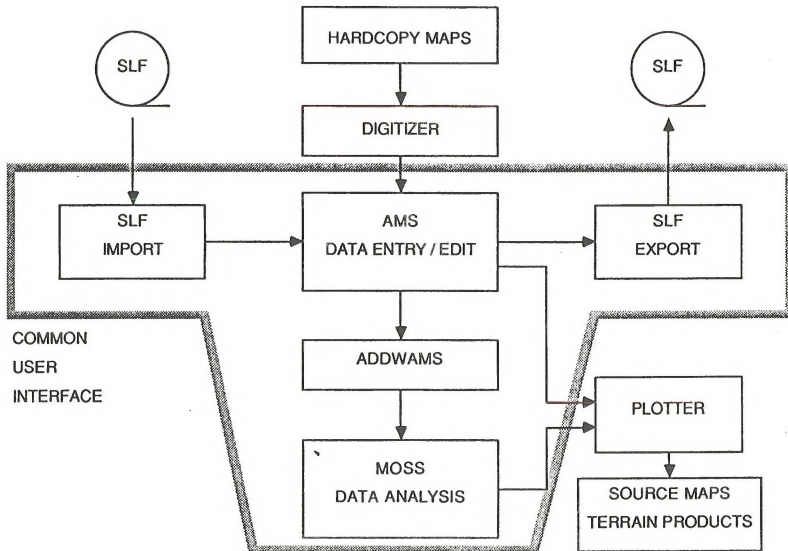 HARDCOPY MAPS
SLF
SLF
DIGITIZER
SLF
IMPORT
AMS
DATA ENTRY / EDIT
SLF
EXPORT
COMMON
USER
INTERFACE
ADDWAMS
PLOTTER
MOSS
DATA ANALYSIS
SOURCE MAPS
TERRAIN PRODUCTS